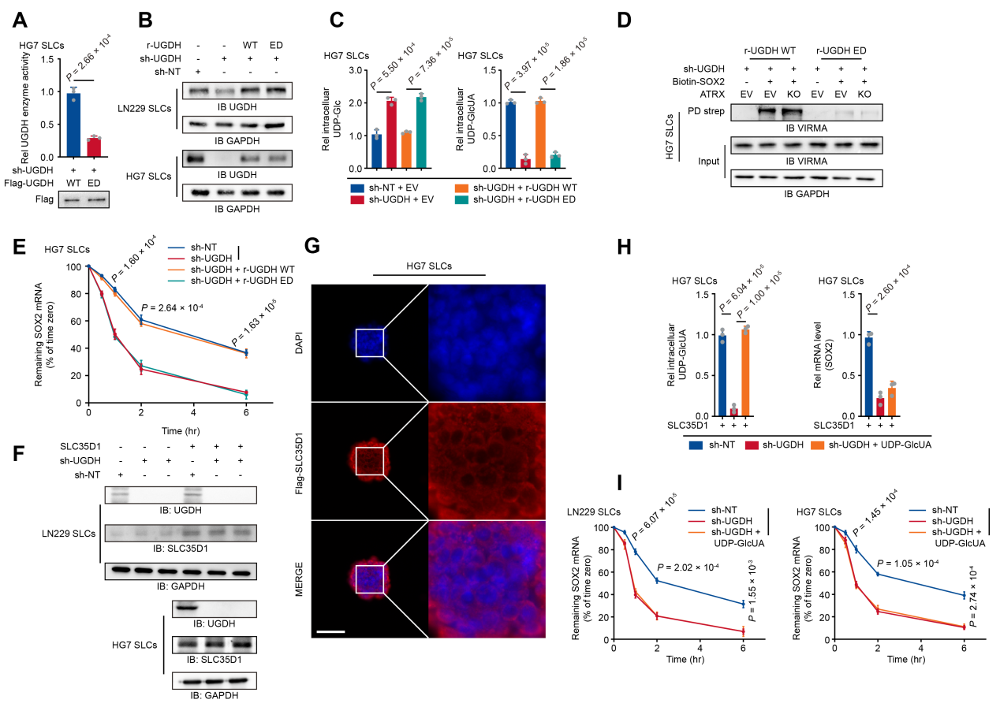 A
HG7 SLCs
P = 2.66 × 10-4
Rel UGDH enzyme activity
1.5
1.0
0.5
0.0
sh-UGDH + +
Flag-UGDH WT ED
Flag
B
r-UGDH - - WT ED
sh-UGDH - + + +
sh-NT + - - -
LN229 SLCs
IB UGDH
IB GAPDH
HG7 SLCs
IB UGDH
IB GAPDH
C
HG7 SLCs
P = 5.50 × 10-4
P = 7.36 × 10-5
Rel intracelluar
UDP-Glc
3.0
2.0
1.0
0.0
HG7 SLCs
P = 3.97 × 10-5
P = 1.86 × 10-5
Rel intracelluar
UDP-GlcUA
1.5
1.0
0.5
0.0
sh-NT + EV
sh-UGDH + EV
sh-UGDH + r-UGDH WT
sh-UGDH + r-UGDH ED
D
r-UGDH WT r-UGDH ED
sh-UGDH + + + + + +
Biotin-SOX2 - + + - + +
ATRX EV EV KO EV EV KO
HG7 SLCs
PD strep
IB VIRMA
Input
IB VIRMA
IB GAPDH
E
HG7 SLCs
sh-NT
sh-UGDH
sh-UGDH + r-UGDH WT
sh-UGDH + r-UGDH ED
P = 1.60 × 10-4
P = 2.64 × 10-4
P = 1.63 × 10-5
Remaining SOX2 mRNA
(% of time zero)
100
80
60
40
20
0
0 2 4 6
Time (hr)
F
SLC35D1 - - - + + +
sh-UGDH - + + - + +
sh-NT + - - + - -
LN229 SLCs
IB: UGDH
IB: SLC35D1
IB: GAPDH
HG7 SLCs
IB: UGDH
IB: SLC35D1
IB: GAPDH
G
HG7 SLCs
DAPI
Flag-SLC35D1
MERGE
H
HG7 SLCs
P = 6.04 × 10-6
P = 1.00 × 10-5
Rel intracelluar
UDP-GlcUA
1.5
1.0
0.5
0.0
SLC35D1 + + +
HG7 SLCs
P = 2.60 × 10-4
Rel mRNA level
(SOX2)
1.5
1.0
0.5
0.0
SLC35D1 + + +
sh-NT
sh-UGDH
sh-UGDH + UDP-GlcUA
I
LN229 SLCs
sh-NT
sh-UGDH
sh-UGDH +
UDP-GlcUA
P = 6.07 × 10-5
P = 2.02 × 10-4
P = 1.55 × 10-3
Remaining SOX2 mRNA
(% of time zero)
100
80
60
40
20
0
0 2 4 6
Time (hr)
HG7 SLCs
sh-NT
sh-UGDH
sh-UGDH +
UDP-GlcUA
P = 1.45 × 10-4
P = 1.05 × 10-4
P = 2.74 × 10-4
Remaining SOX2 mRNA
(% of time zero)
100
80
60
40
20
0
0 2 4 6
Time (hr)